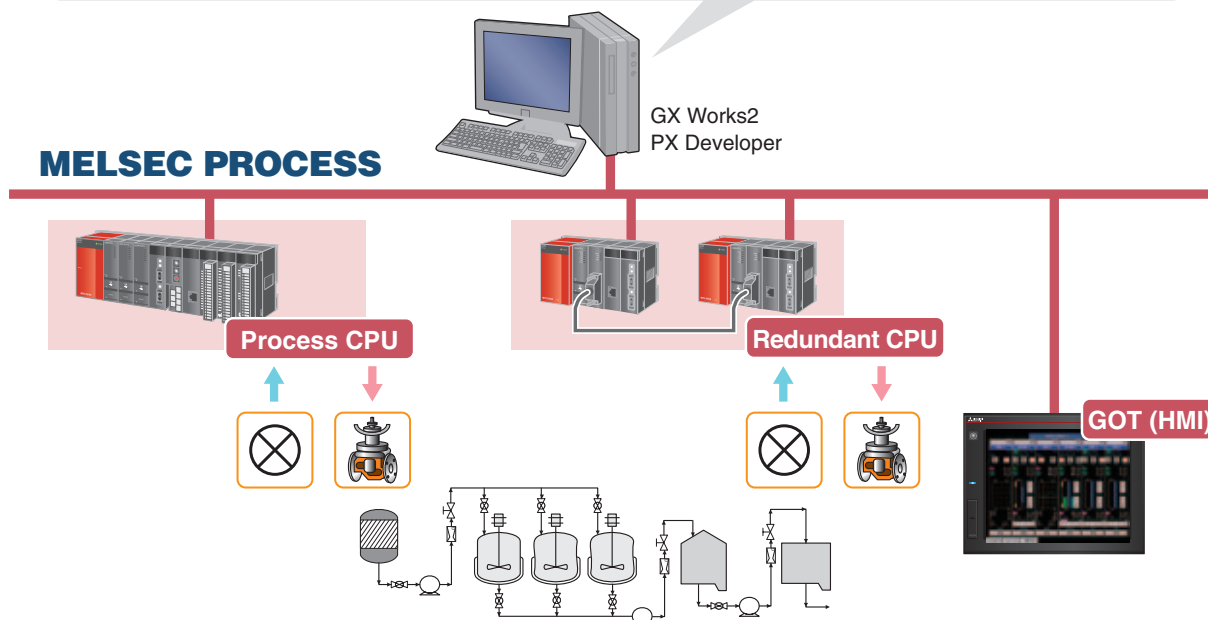 GX Works2
PX Developer
MELSEC PROCESS
Process CPU
Redundant CPU
GOT (HMI)